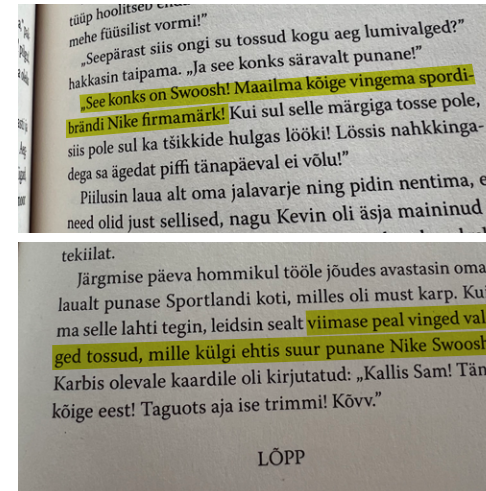 tüüp hoolitseb enda
mehe füüsilist vormi!”
„Seepärast siis ongi su tossud kogu aeg lumivalged?”
hakkasin taipama. „Ja see konks säravalt punane!”
„See konks on Swoosh! Maailma kõige vingema spordi-
brändi Nike firmamärk! Kui sul selle märgiga tosse pole,
siis pole sul ka tšikkide hulgas lööki! Lössis nahkkinga-
dega sa ägedat piffi tänapäeval ei võlu!”
Piilusin laua alt oma jalavarje ning pidin nentima, e
need olid just sellised, nagu Kevin oli äsja maininud
tekiilat.
Järgmise päeva hommikul tööle jõudes avastasin oma
laualt punase Sportlandi koti, milles oli must karp. Kui
ma selle lahti tegin, leidsin sealt viimase peal vinged val
ged tossud, mille külgi ehtis suur punane Nike Swoosh
Karbis olevale kaardile oli kirjutatud: „Kallis Sam! Tän
kõige eest! Taguots aja ise trimmi! Kõvv.”
LÕPP